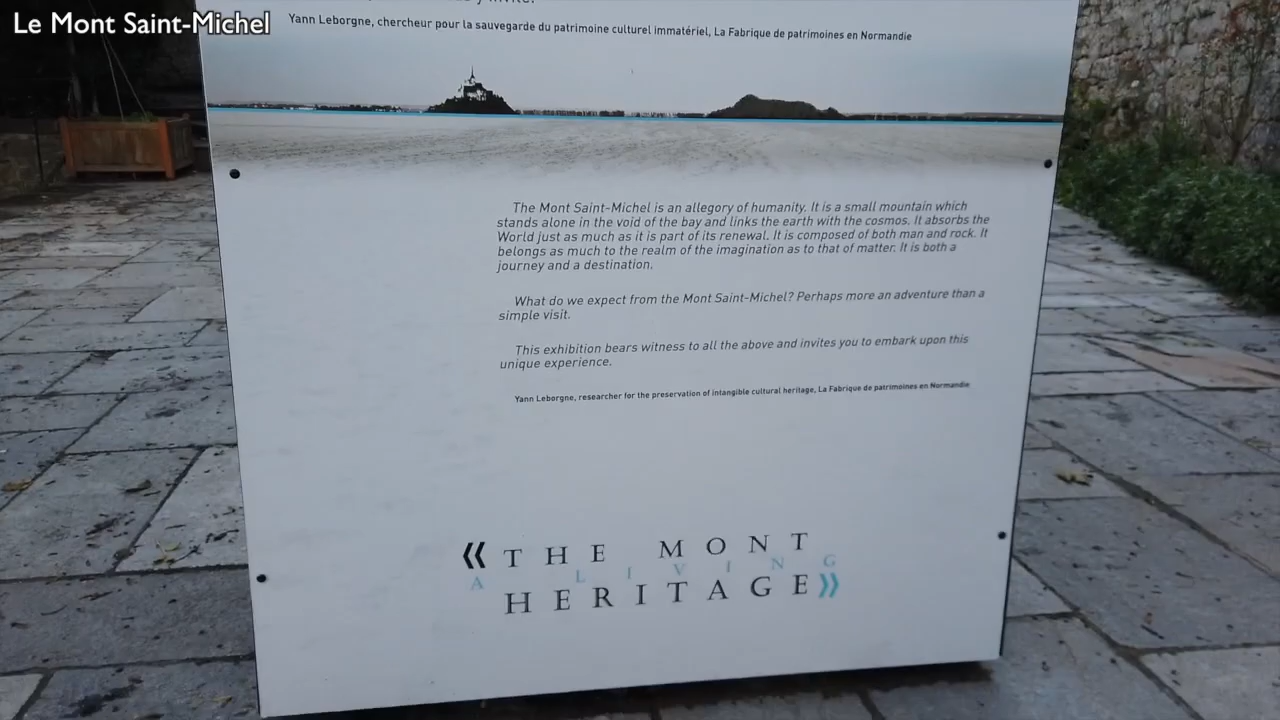 Le Mont Saint-Michel
Yann Leborgne, chercheur pour la sauvegarde du patrimoine culturel immatériel, La Fabrique de patrimoines en Normandie
The Mont Saint-Michel is an allegory of humanity. It is a small mountain which
stands alone in the void of the bay and links the earth with the cosmos. It absorbs the
World just as much as it is part of its renewal. It is composed of both man and rock. It
belongs as much to the realm of the imagination as to that of matter. It is both a
journey and a destination.
What do we expect from the Mont Saint-Michel? Perhaps more an adventure than a
simple visit.
This exhibition bears witness to all the above and invites you to embark upon this
unique experience.
Yann Leborgne, researcher for the preservation of intangible cultural heritage, La Fabrique de patrimoines en Normandie
« THE MONT
A LIVING
HERITAGE »